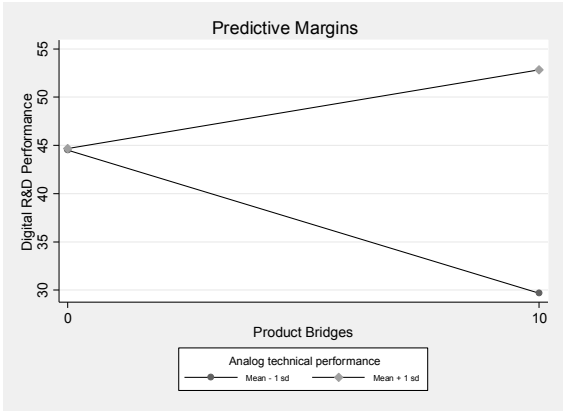 Predictive Margins
55
50
45
40
35
30
Digital R&D Performance
0 10
Product Bridges
Analog technical performance
Mean - 1 sd Mean + 1 sd